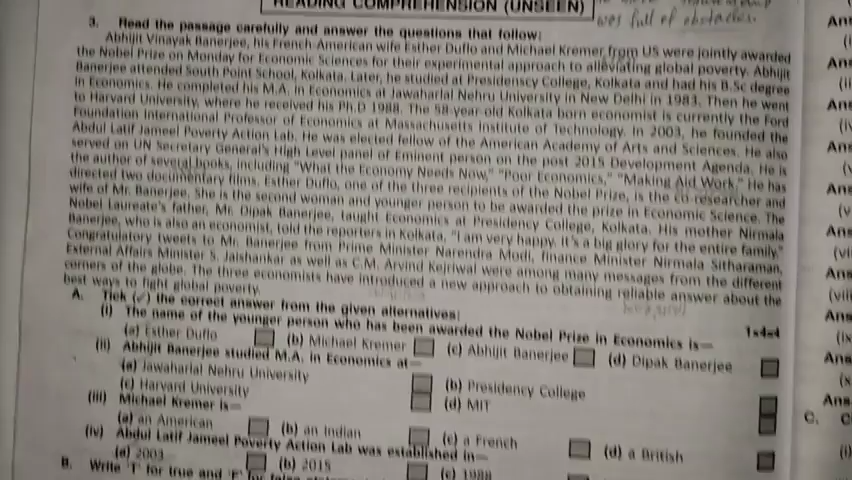 READING COMPREHENSION (UNSEEN)
was full of obstacles.
3. Read the passage carefully and answer the questions that follow:
Abhijit Vinayak Banerjee, his French-American wife Esther Duflo and Michael Kremer from US were jointly awarded
the Nobel Prize on Monday for Economic Sciences for their experimental approach to alleviating global poverty. Abhijit
Banerjee attended South Point School, Kolkata. Later, he studied at Presidenscy College, Kolkata and had his B.Sc degree
in Economics. He completed his M.A. in Economics at Jawaharlal Nehru University in New Delhi in 1983. Then he went
to Harvard University, where he received his Ph.D 1988. The 58-year-old Kolkata born economist is currently the Ford
Foundation International Professor of Economics at Massachusetts Institute of Technology. In 2003, he founded the
Abdul Latif Jameel Poverty Action Lab. He was elected fellow of the American Academy of Arts and Sciences. He also
served on UN Secretary General's High Level panel of Eminent person on the post 2015 Development Agenda. He is
the author of several books, including "What the Economy Needs Now," "Poor Economics," "Making Aid Work." He has
directed two documentary films. Esther Duflo, one of the three recipients of the Nobel Prize, is the co-researcher and
wife of Mr. Banerjee. She is the second woman and younger person to be awarded the prize in Economic Science. The
Nobel Laureate's father, Mr. Dipak Banerjee, taught Economics at Presidency College, Kolkata. His mother Nirmala
Banerjee, who is also an economist, told the reporters in Kolkata, "I am very happy. It's a big glory for the entire family."
Congratulatory tweets to Mr. Banerjee from Prime Minister Narendra Modi, finance Minister Nirmala Sitharaman,
External Affairs Minister S. Jaishankar as well as C.M. Arvind Kejriwal were among many messages from the different
corners of the globe. The three economists have introduced a new approach to obtaining reliable answer about the
best ways to fight global poverty.
A. Tick (✓) the correct answer from the given alternatives: 1x4=4
(i) The name of the younger person who has been awarded the Nobel Prize in Economics is—
(a) Esther Duflo (b) Michael Kremer (c) Abhijit Banerjee (d) Dipak Banerjee
(ii) Abhijit Banerjee studied M.A. in Economics at—
(a) Jawaharlal Nehru University (b) Presidency College
(c) Harvard University (d) MIT
(iii) Michael Kremer is—
(a) an American (b) an Indian (c) a French (d) a British
(iv) Abdul Latif Jameel Poverty Action Lab was established in—
(a) 2003 (b) 2015 (c) 1988
B. Write 'T' for true and 'F' for false